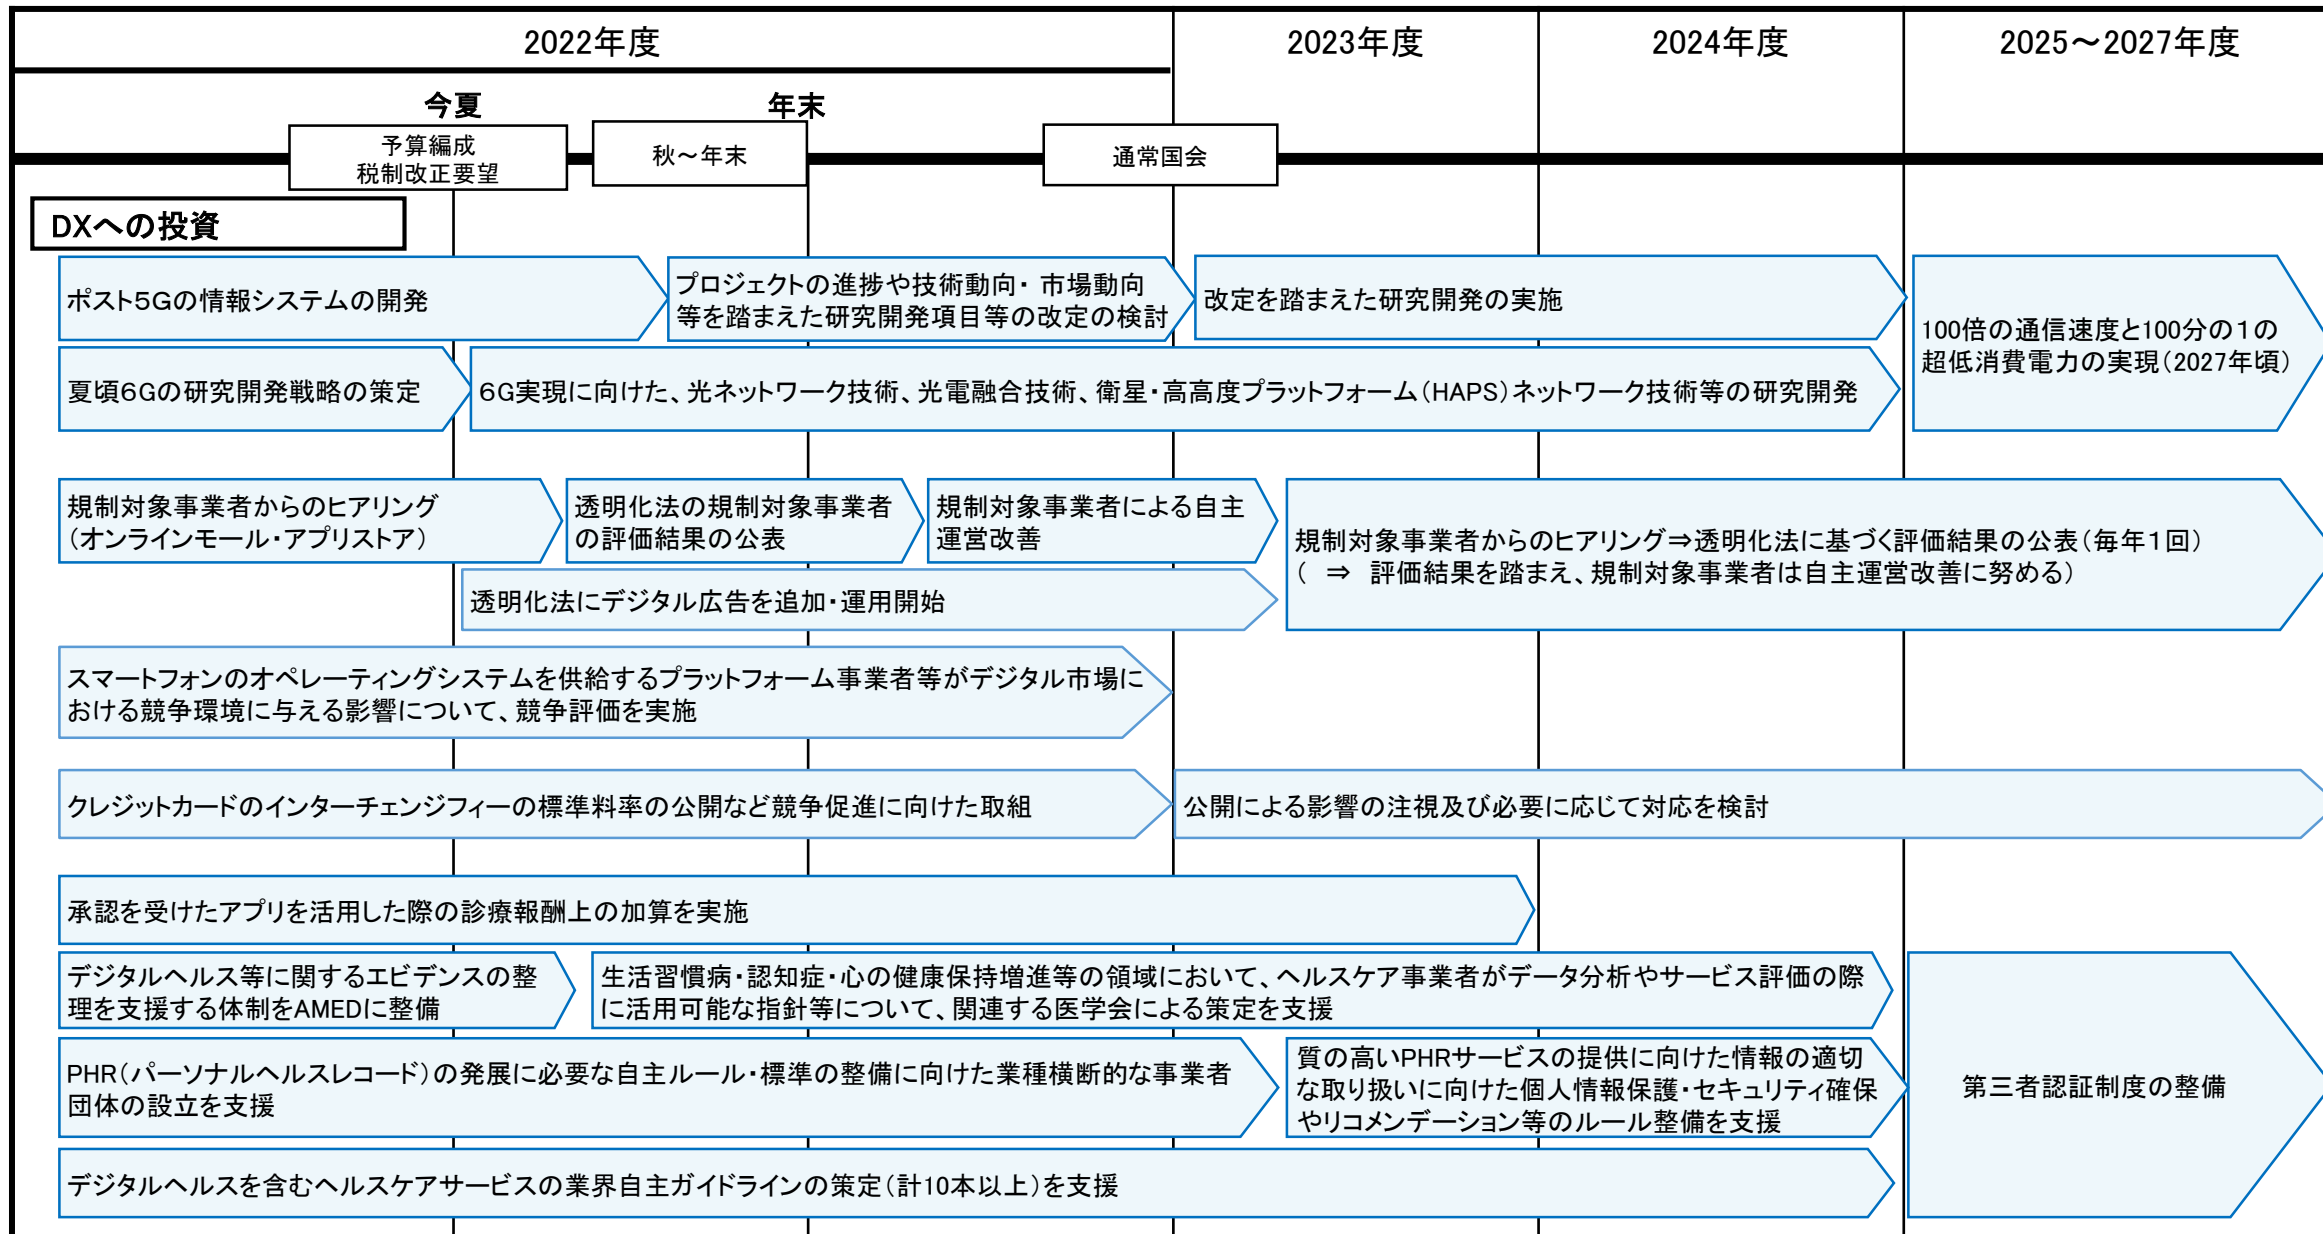 2022年度
2023年度
2024年度
2025～2027年度
今夏
年末
予算編成
税制改正要望
秋～年末
通常国会
DXへの投資
ポスト5Gの情報システムの開発
プロジェクトの進捗や技術動向・ 市場動向
等を踏まえた研究開発項目等の改定の検討
改定を踏まえた研究開発の実施
100倍の通信速度と100分の１の
超低消費電力の実現（2027年頃）
夏頃６Gの研究開発戦略の策定
６G実現に向けた、光ネットワーク技術、光電融合技術、衛星・高高度プラットフォーム（HAPS）ネットワーク技術等の研究開発
規制対象事業者からのヒアリング
（オンラインモール・アプリストア）
透明化法の規制対象事業者
の評価結果の公表
規制対象事業者による自主
運営改善
規制対象事業者からのヒアリング⇒透明化法に基づく評価結果の公表（毎年１回）
（ ⇒ 評価結果を踏まえ、規制対象事業者は自主運営改善に努める）
透明化法にデジタル広告を追加・運用開始
スマートフォンのオペレーティングシステムを供給するプラットフォーム事業者等がデジタル市場に
おける競争環境に与える影響について、競争評価を実施
クレジットカードのインターチェンジフィーの標準料率の公開など競争促進に向けた取組
公開による影響の注視及び必要に応じて対応を検討
承認を受けたアプリを活用した際の診療報酬上の加算を実施
デジタルヘルス等に関するエビデンスの整
理を支援する体制をAMEDに整備
生活習慣病・認知症・心の健康保持増進等の領域において、ヘルスケア事業者がデータ分析やサービス評価の際
に活用可能な指針等について、関連する医学会による策定を支援
PHR（パーソナルヘルスレコード）の発展に必要な自主ルール・標準の整備に向けた業種横断的な事業者
団体の設立を支援
質の高いPHRサービスの提供に向けた情報の適切
な取り扱いに向けた個人情報保護・セキュリティ確保
やリコメンデーション等のルール整備を支援
第三者認証制度の整備
デジタルヘルスを含むヘルスケアサービスの業界自主ガイドラインの策定（計10本以上）を支援